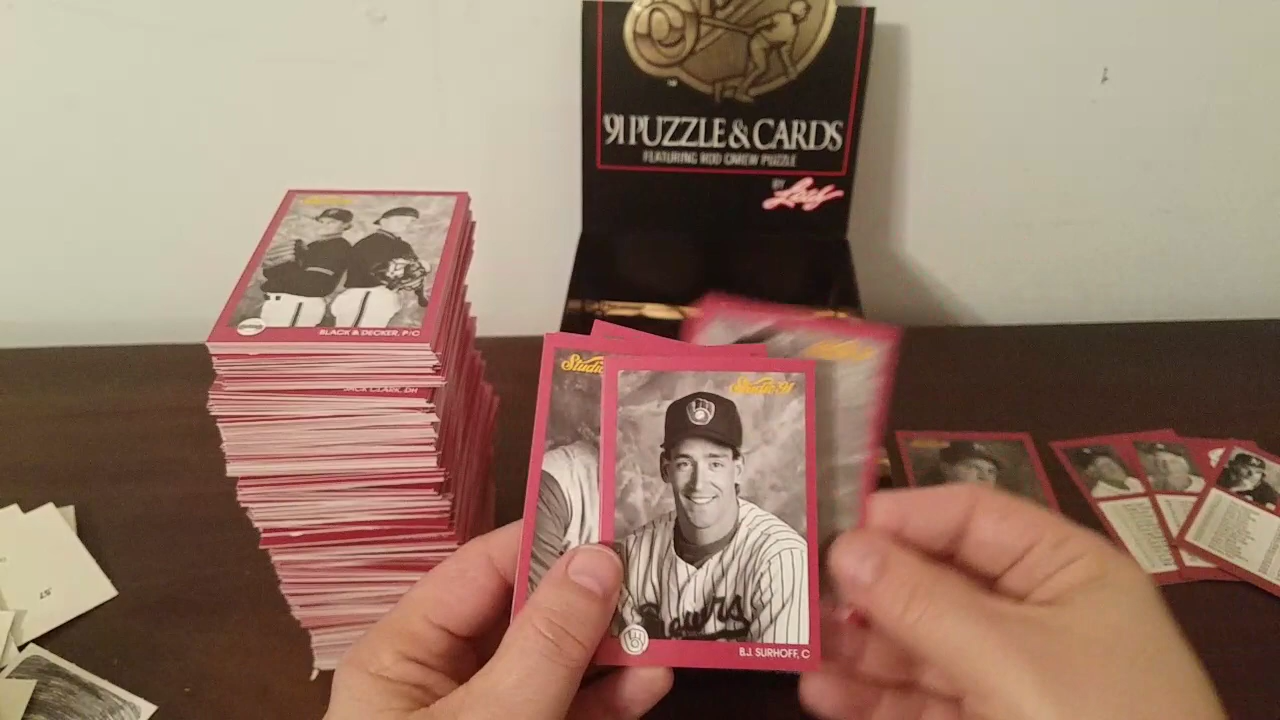 '91 PUZZLE & CARDS
FEATURING ROD CAREW PUZZLE
BY Leaf
BLACK & DECKER, P/C
JACK CLARK, DH
Studio
Studio '91
Brewers
B.J. SURHOFF, C